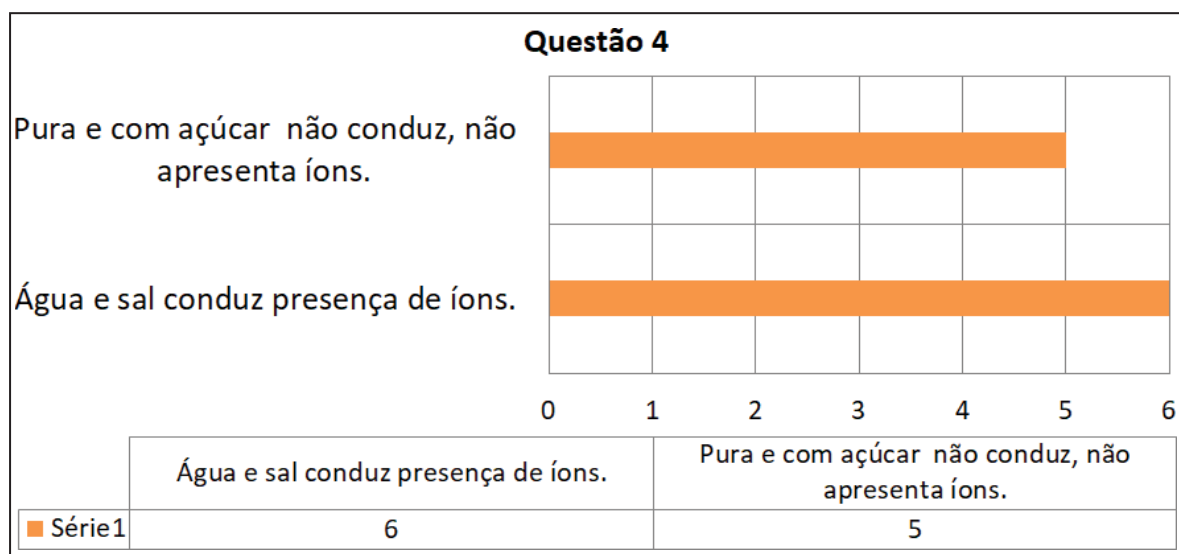 Questão 4
Pura e com açúcar não conduz, não
apresenta íons.
Água e sal conduz presença de íons.
0 1 2 3 4 5 6
Água e sal conduz presença de íons.
Pura e com açúcar não conduz, não
apresenta íons.
Série1 6 5